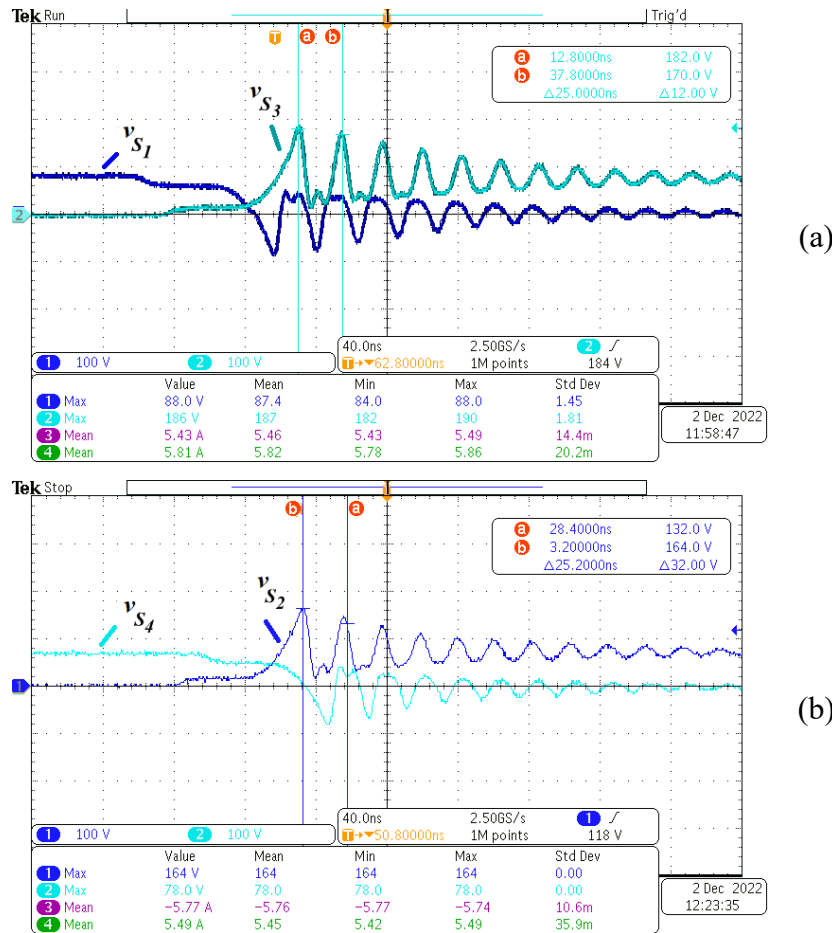 Tek Run Trig'd
T a b
a 12.8000ns 182.0 V
b 37.8000ns 170.0 V
Δ25.0000ns Δ12.00 V
vS3
vS1
2
(a)
40.0ns 2.50GS/s 2
1 100 V 2 100 V T→▼62.80000ns 1M points 184 V
Value Mean Min Max Std Dev
1 Max 88.0 V 87.4 84.0 88.0 1.45
2 Max 186 V 187 182 190 1.81
3 Mean 5.43 A 5.46 5.43 5.49 14.4m
4 Mean 5.81 A 5.82 5.78 5.86 20.2m
2 Dec 2022
11:58:47
Tek Stop
b a
a 28.4000ns 132.0 V
b 3.20000ns 164.0 V
Δ25.2000ns Δ32.00 V
vS4 vS2
1
(b)
40.0ns 2.50GS/s 1
1 100 V 2 100 V T→▼50.80000ns 1M points 118 V
Value Mean Min Max Std Dev
1 Max 164 V 164 164 164 0.00
2 Max 78.0 V 78.0 78.0 78.0 0.00
3 Mean −5.77 A −5.76 −5.77 −5.74 10.6m
4 Mean 5.49 A 5.45 5.42 5.49 35.9m
2 Dec 2022
12:23:35